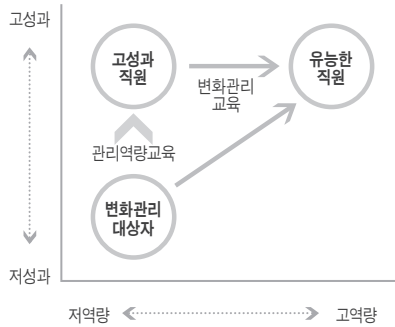 고성과
고성과
직원
유능한
직원
변화관리
교육
관리역량교육
변화관리
대상자
저성과
저역량
고역량